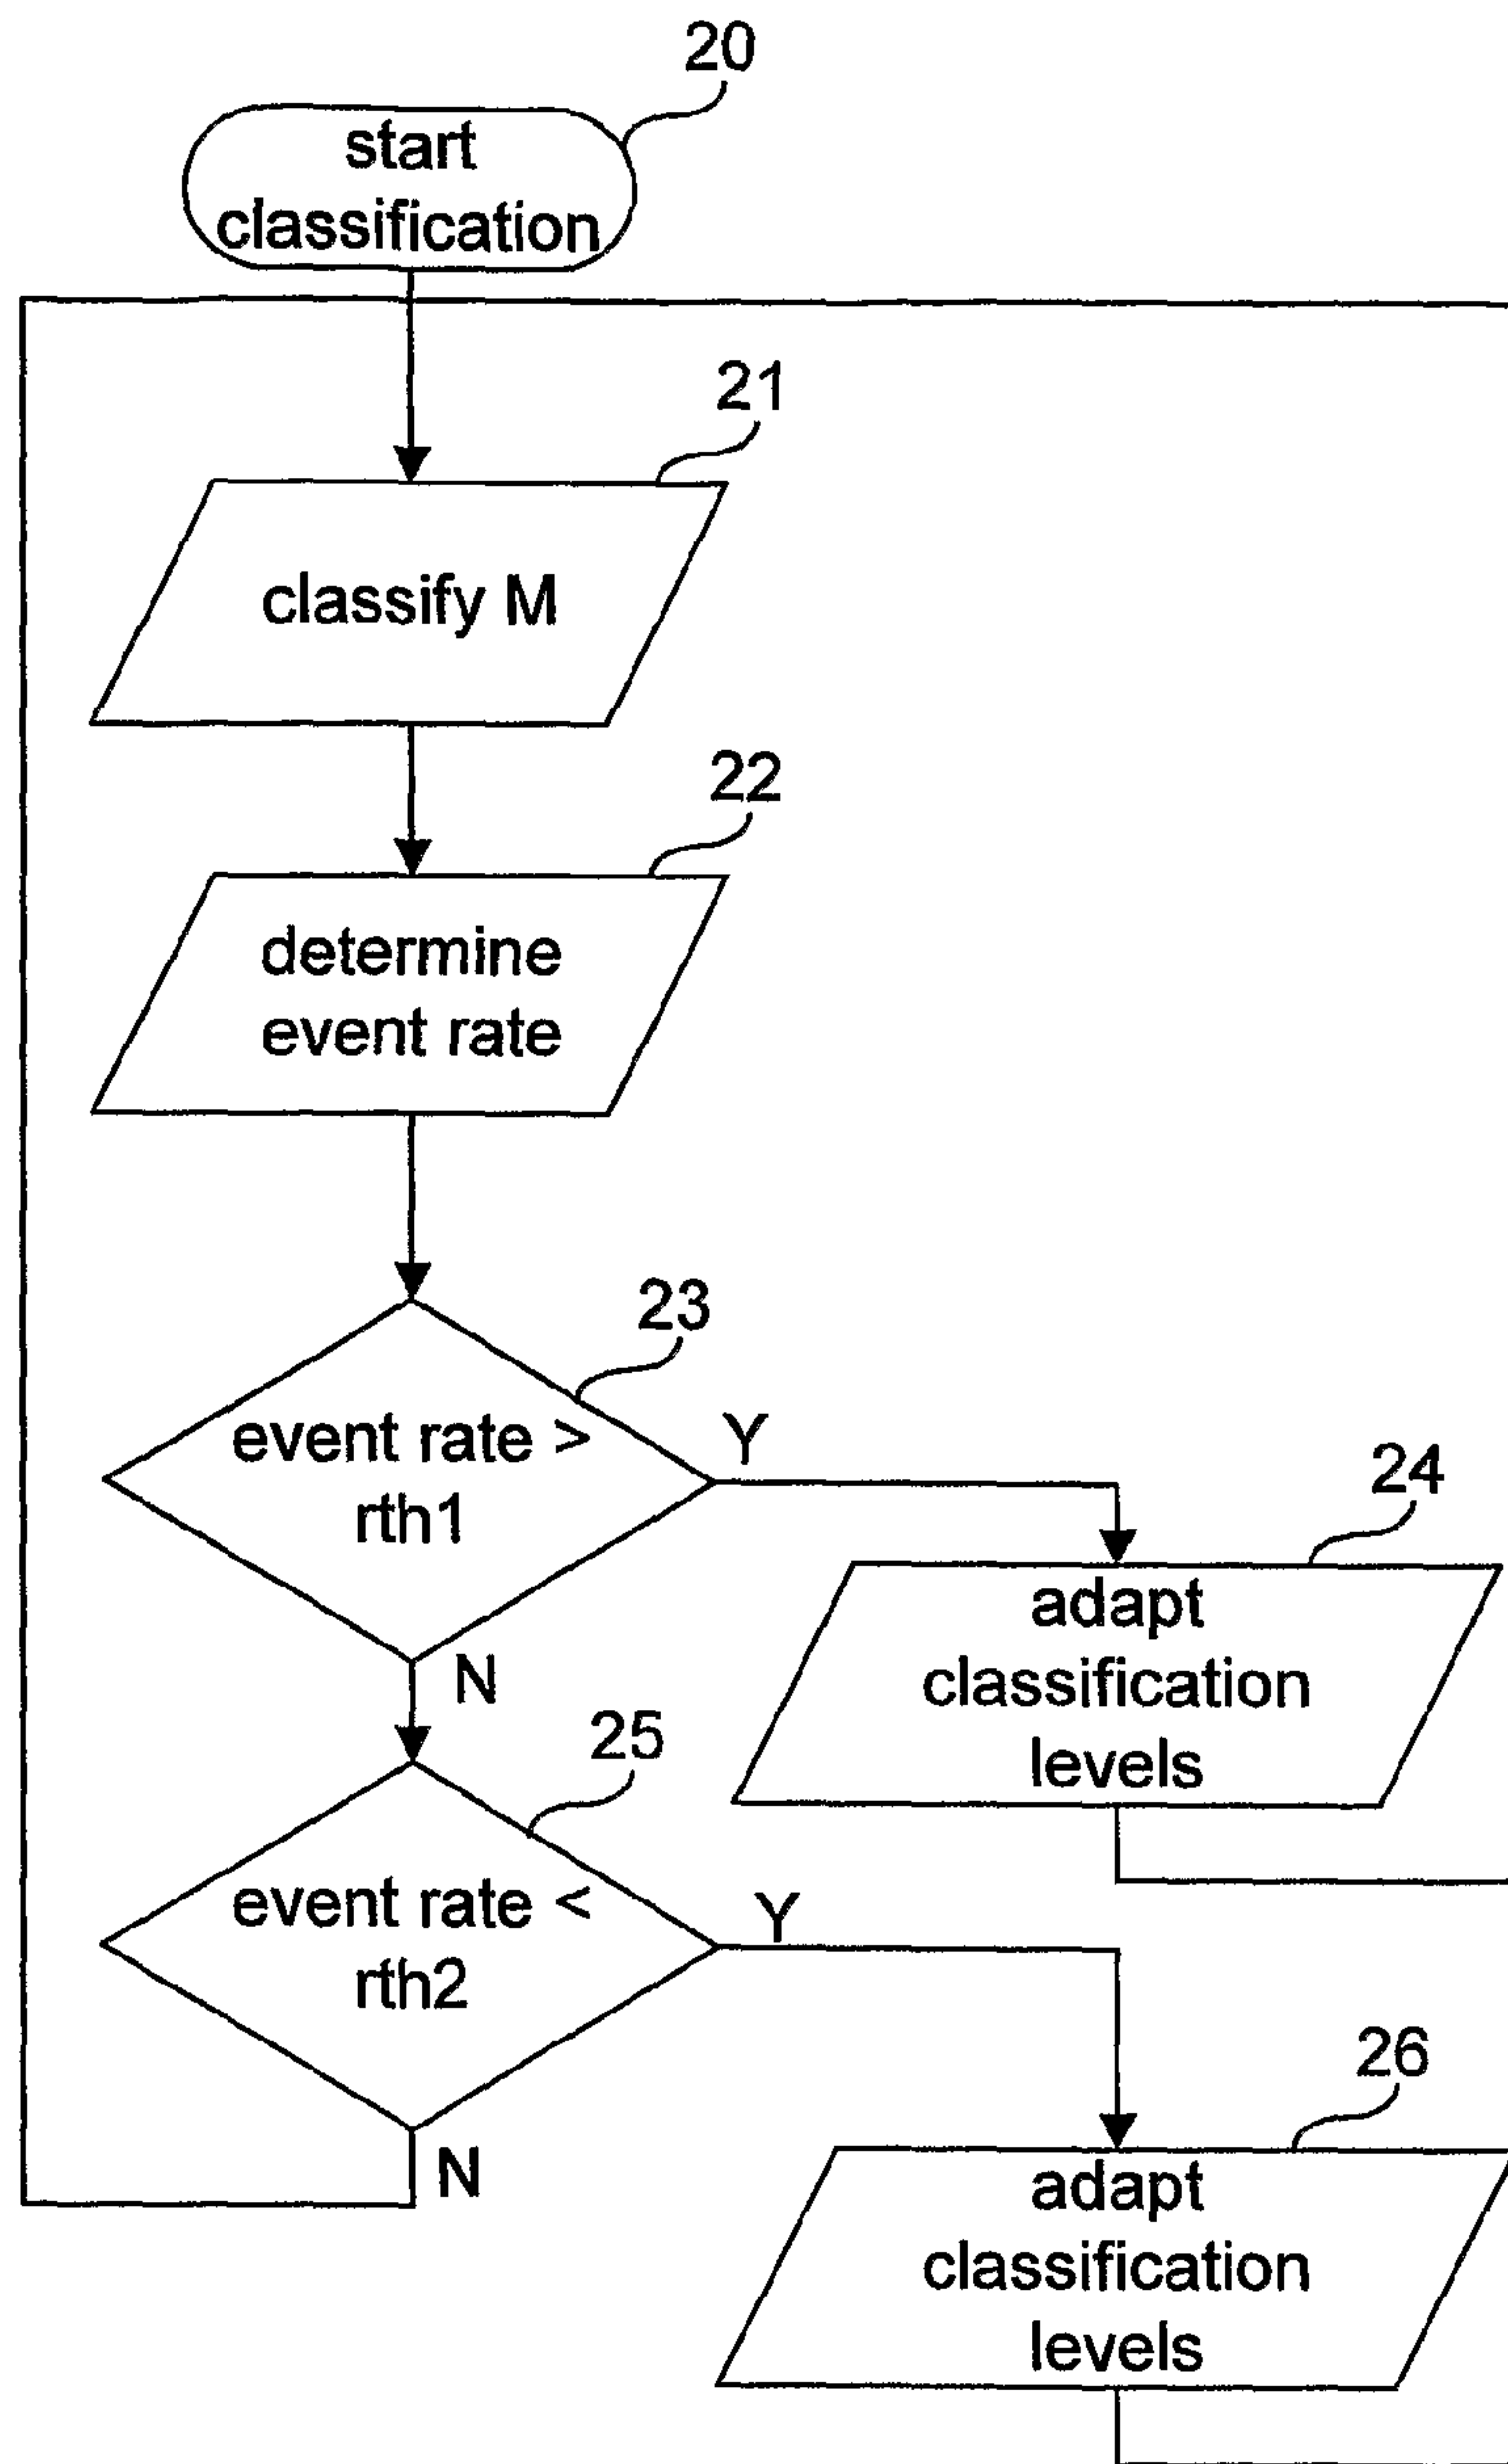 20
start
classification
21
classify M
22
determine
event rate
23
event rate >
rth1
Y
N
24
adapt
classification
levels
25
event rate <
rth2
Y
N
26
adapt
classification
levels